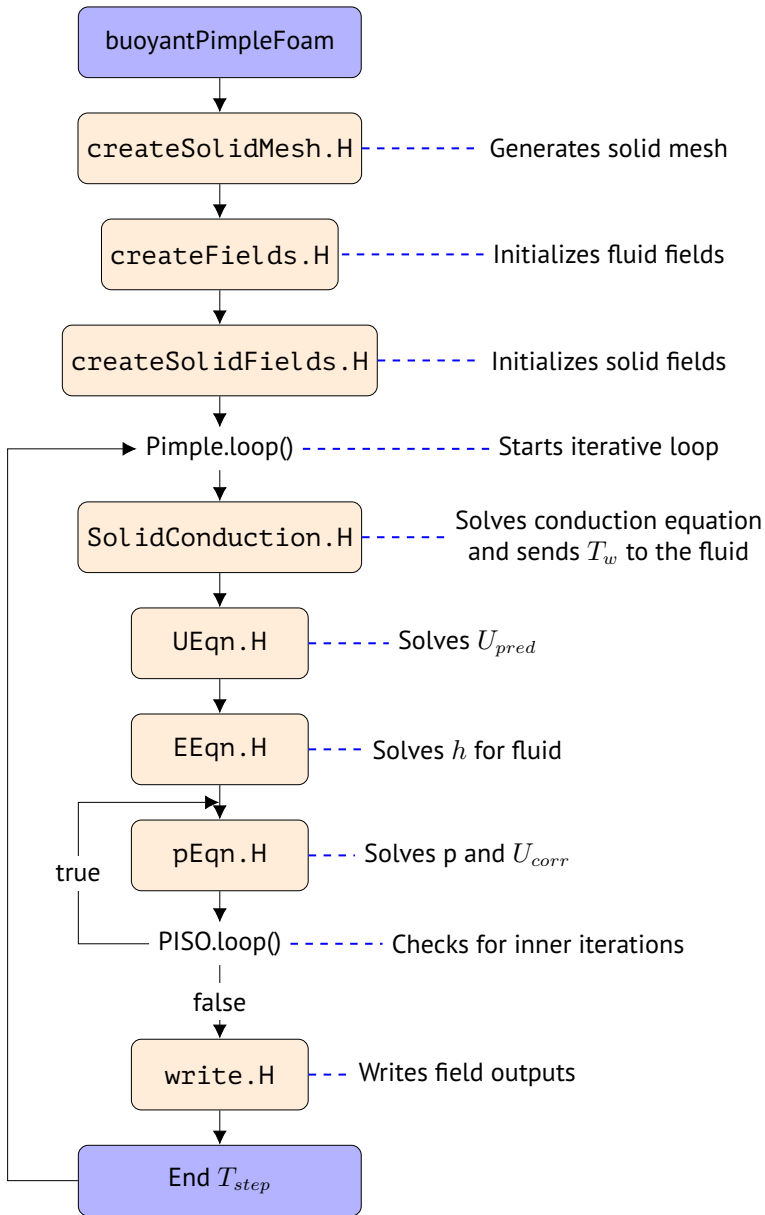 buoyantPimpleFoam
createSolidMesh.H
Generates solid mesh
createFields.H
Initializes fluid fields
createSolidFields.H
Initializes solid fields
Pimple.loop()
Starts iterative loop
SolidConduction.H
Solves conduction equation
and sends T_w to the fluid
UEqn.H
Solves U_pred
EEqn.H
Solves h for fluid
pEqn.H
Solves p and U_corr
true
PISO.loop()
Checks for inner iterations
false
write.H
Writes field outputs
End T_step